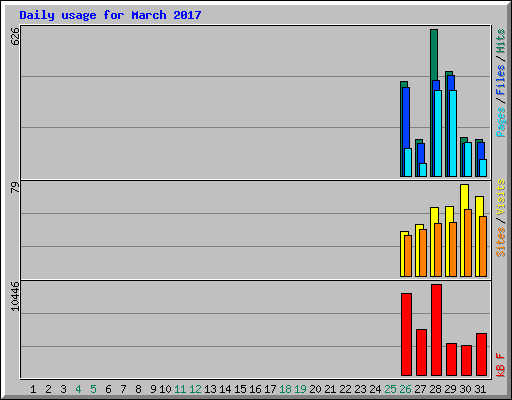 Daily usage for March 2017
626
Pages/Files/Hits
79
Sites/Visits
10446
kB F
1 2 3 4 5 6 7 8 9 10 11 12 13 14 15 16 17 18 19 20 21 22 23 24 25 26 27 28 29 30 31